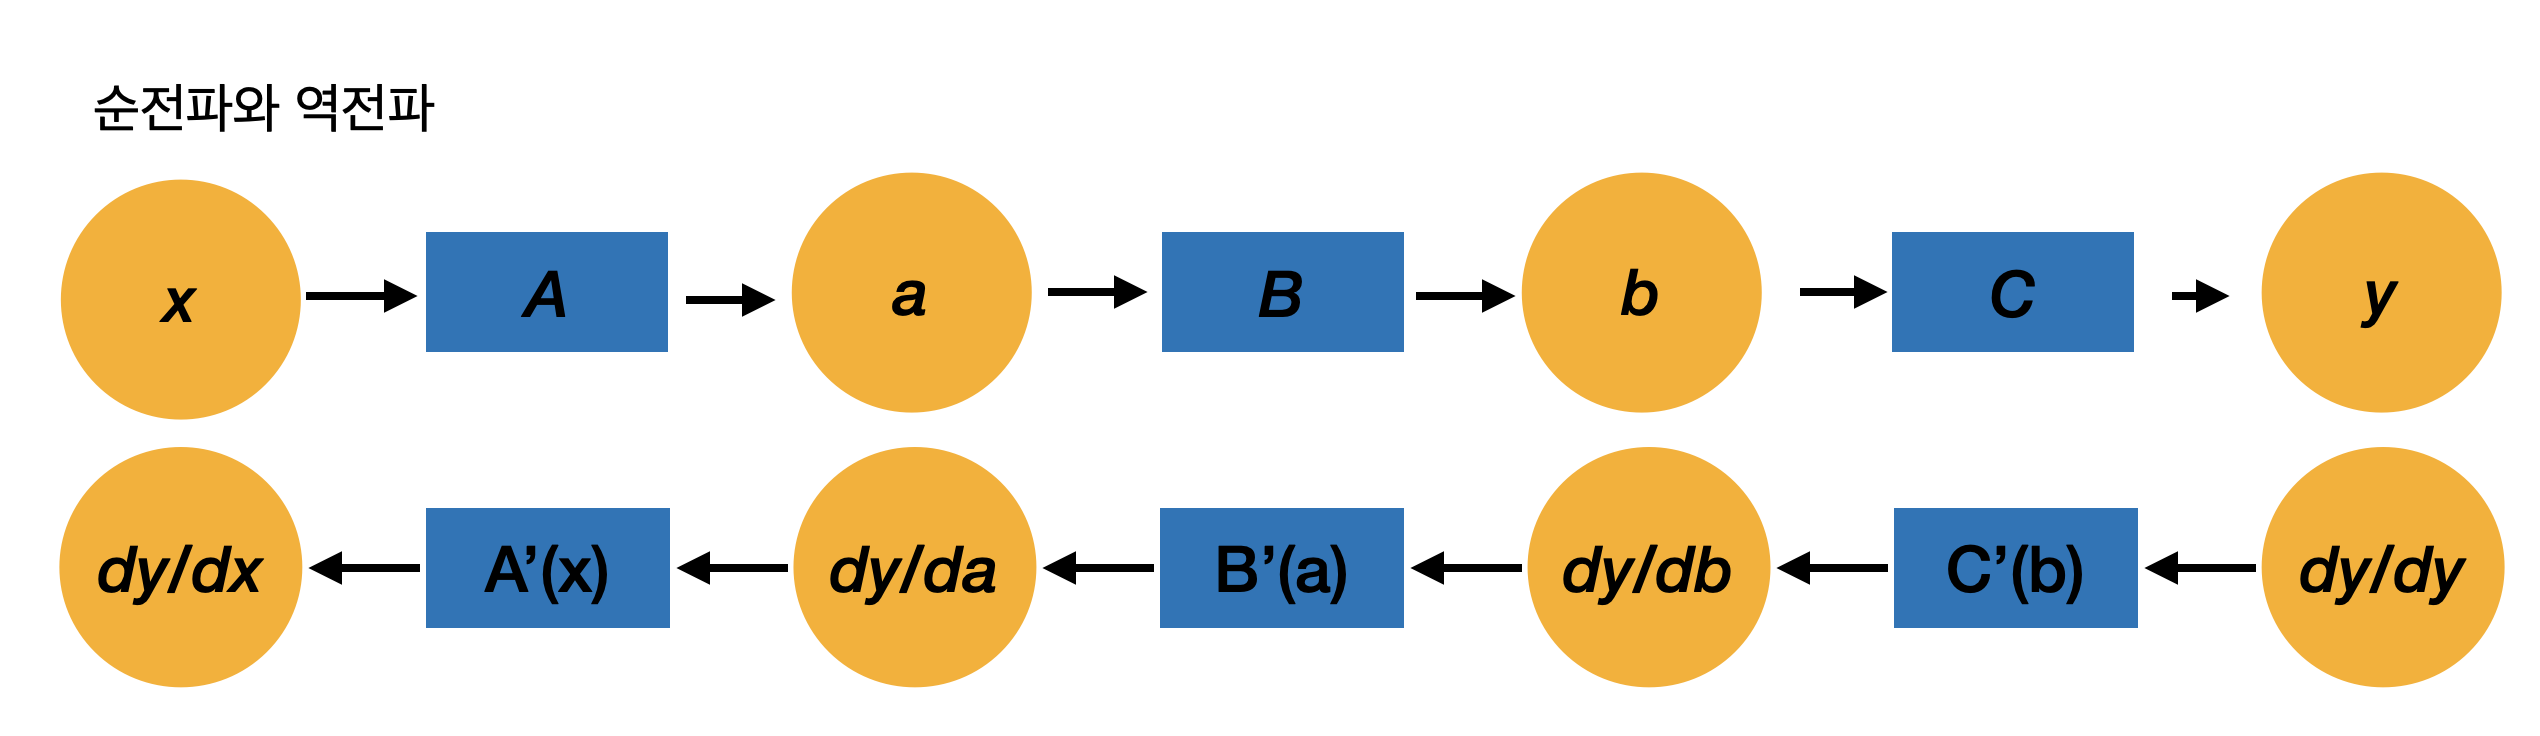 순전파와 역전파
x A a B b C y
dy/dx A’(x) dy/da B’(a) dy/db C’(b) dy/dy